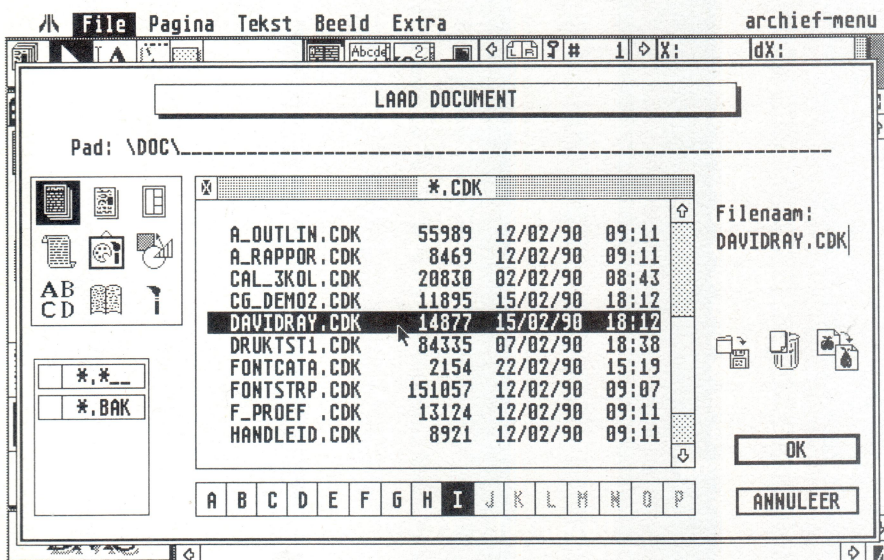 File Pagina Tekst Beeld Extra archief-menu
A Abcde 2 # 1 X: dX:
LAAD DOCUMENT
Pad: \DOC\
*.CDK
A_OUTLIN.CDK 55989 12/02/90 09:11
A_RAPPOR.CDK 8469 12/02/90 09:11
CAL_3KOL.CDK 20830 02/02/90 08:43
CG_DEMO2.CDK 11895 15/02/90 18:12
DAVIDRAY.CDK 14877 15/02/90 18:12
DRUKTST1.CDK 84335 07/02/90 18:38
FONTCATA.CDK 2154 22/02/90 15:19
FONTSTRP.CDK 151057 12/02/90 09:07
F_PROEF .CDK 13124 12/02/90 09:11
HANDLEID.CDK 8921 12/02/90 09:11
Filenaam:
DAVIDRAY.CDK
AB
CD
*.*__
*.BAK
OK
A B C D E F G H I J K L M N O P
ANNULEER